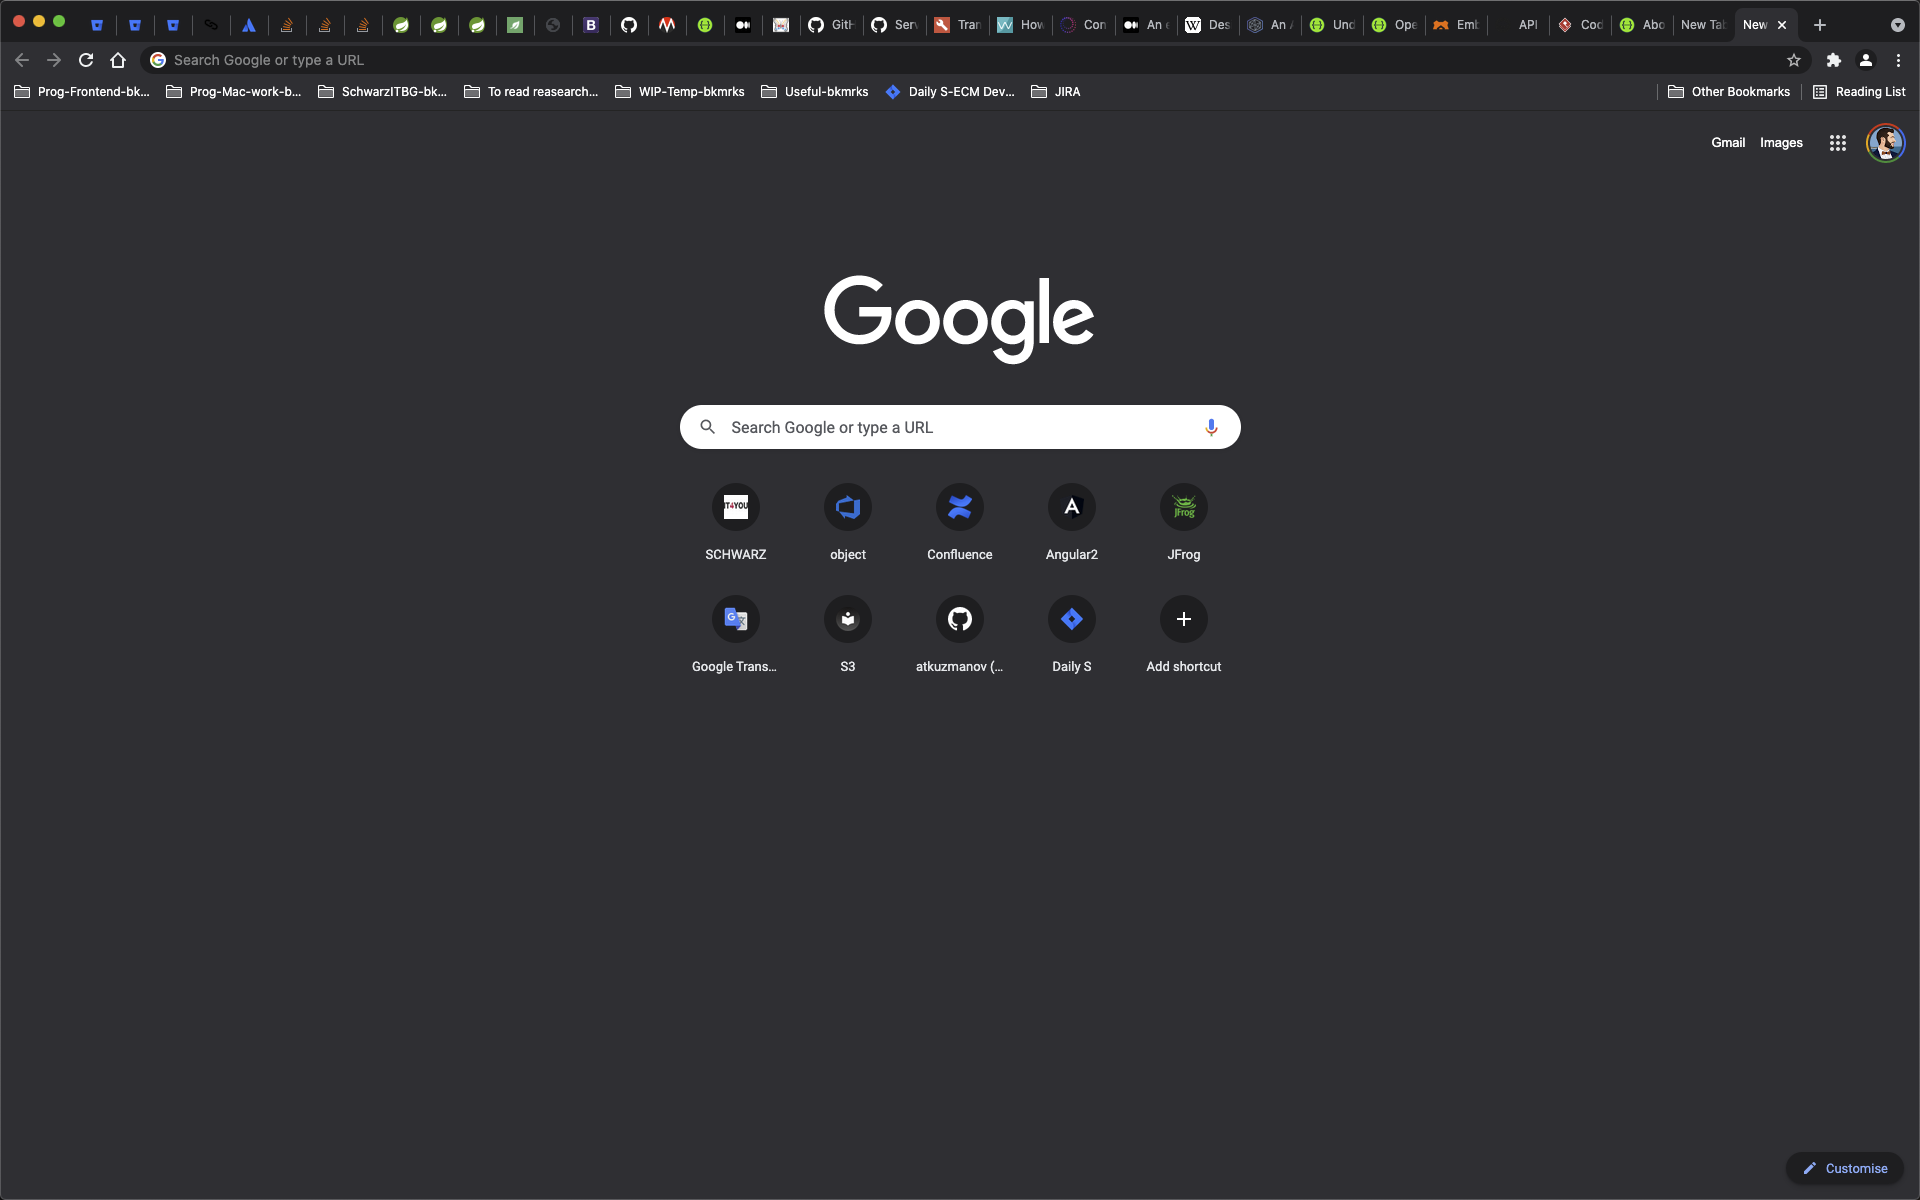 GitH Serv Tran How Con An e Wiki Des An A Und Ope Emb API Cod Abo New Tab New
Search Google or type a URL
Prog-Frontend-bk... Prog-Mac-work-b... SchwarzITBG-bk... To read reasearch... WIP-Temp-bkmrks Useful-bkmrks Daily S-ECM Dev... JIRA Other Bookmarks Reading List
Gmail Images
Google
Search Google or type a URL
IT4YOU
JFrog
SCHWARZ object Confluence Angular2 JFrog
Google Trans... S3 atkuzmanov (... Daily S Add shortcut
Customise